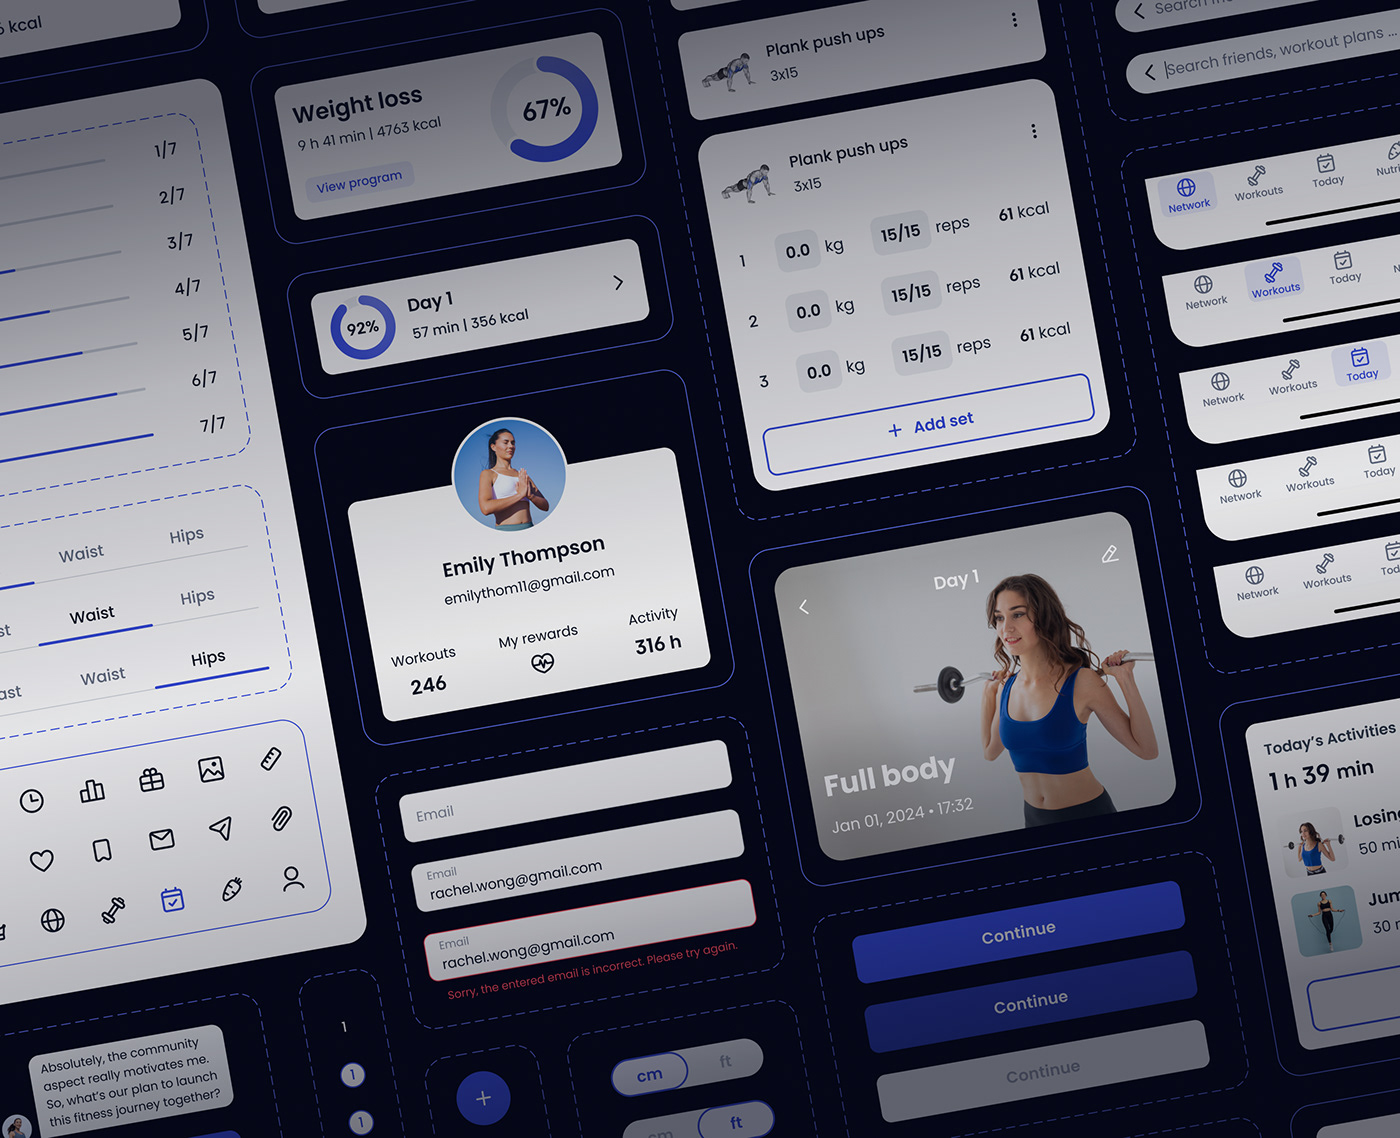 kcal
1/7
2/7
3/7
4/7
5/7
6/7
7/7
Waist
Hips
Waist
Hips
Waist
Hips
Absolutely, the community
aspect really motivates me.
So, what's our plan to launch
this fitness journey together?
Weight loss
9 h 41 min | 4763 kcal
View program
67%
92%
Day 1
57 min | 356 kcal
Emily Thompson
emilythom11@gmail.com
Workouts
246
My rewards
Activity
316 h
Email
Email
rachel.wong@gmail.com
Email
rachel.wong@gmail.com
Sorry, the entered email is incorrect. Please try again.
1
1
1
cm
ft
cm
ft
Plank push ups
3x15
Plank push ups
3x15
1
0.0 kg
15/15 reps
61 kcal
2
0.0 kg
15/15 reps
61 kcal
3
0.0 kg
15/15 reps
61 kcal
+ Add set
Day 1
Full body
Jan 01, 2024 • 17:32
Continue
Continue
Continue
Search
Search friends, workout plans ...
Network
Workouts
Today
Network
Workouts
Today
Network
Workouts
Today
Network
Workouts
Today
Network
Workouts
Today's Activities
1 h 39 min
50
30